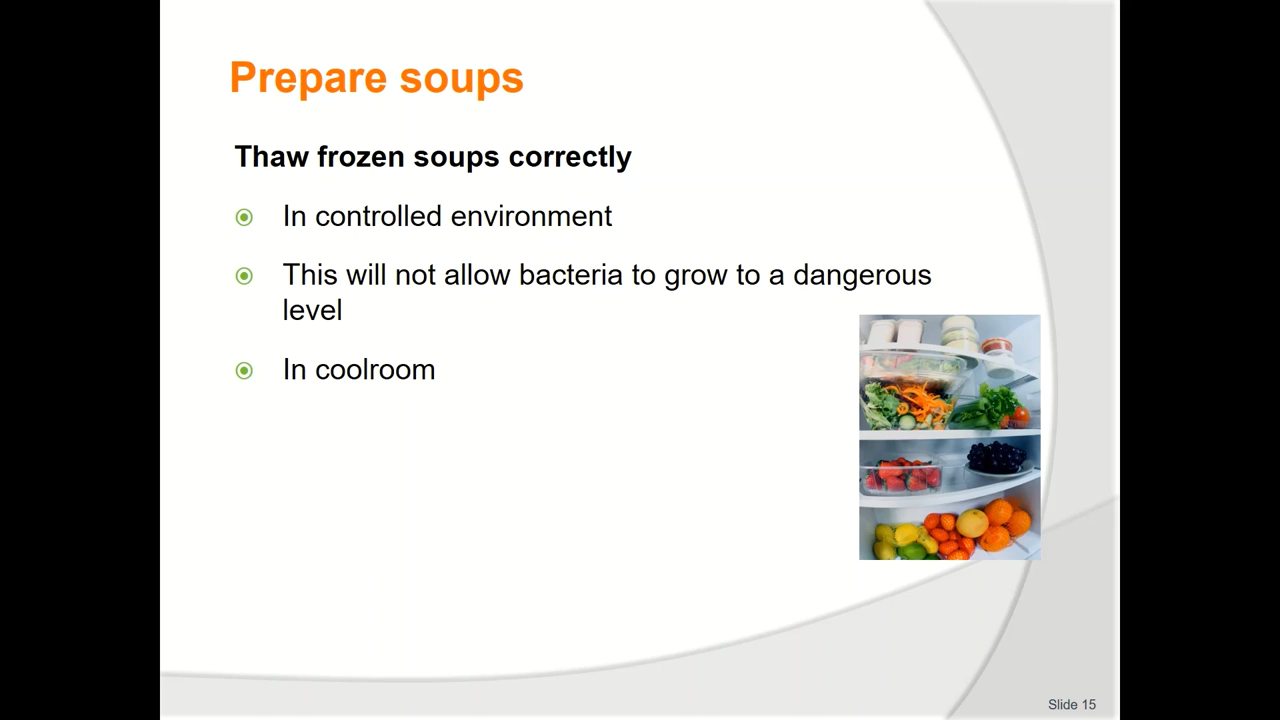 Prepare soups
Thaw frozen soups correctly
In controlled environment
This will not allow bacteria to grow to a dangerous
level
In coolroom
Slide 15